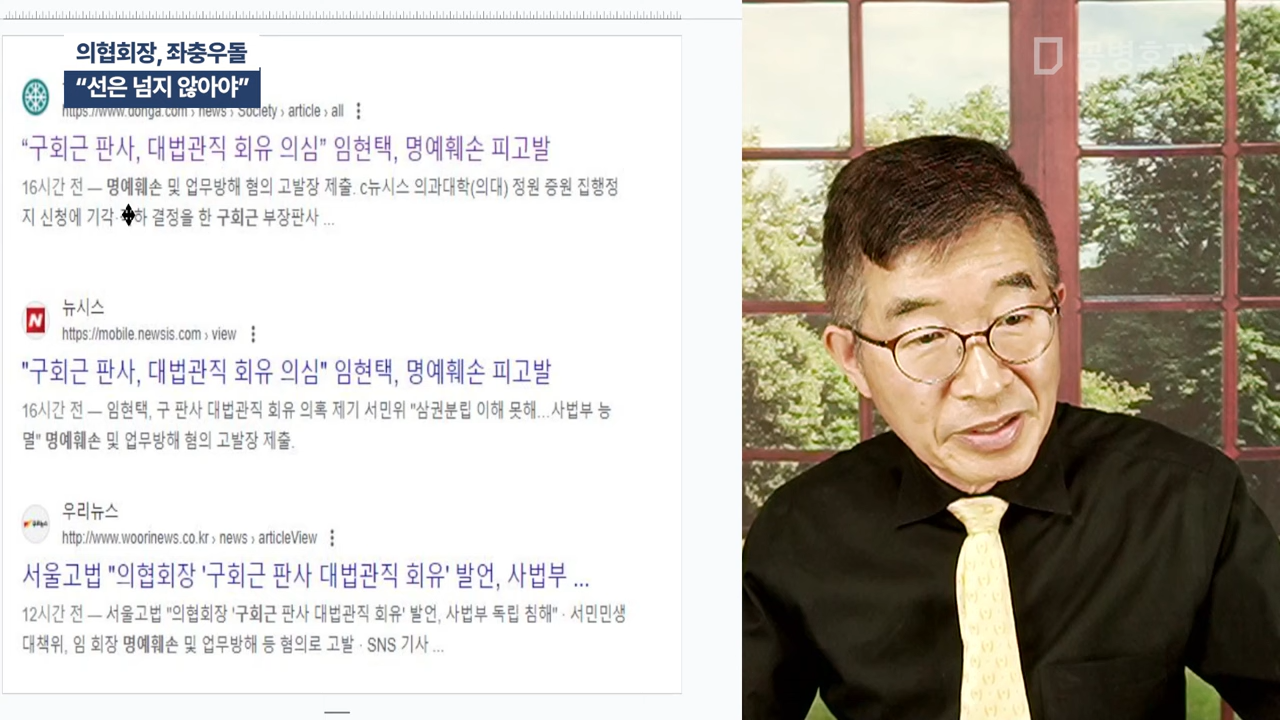 의협회장, 좌충우돌
“선은 넘지 않아야”
https://www.donga.com › news › Society › article › all
“구회근 판사, 대법관직 회유 의심” 임현택, 명예훼손 피고발
16시간 전 — 명예훼손 및 업무방해 혐의 고발장 제출. c뉴시스 의과대학(의대) 정원 증원 집행정
지 신청에 기각·하 결정을 한 구회근 부장판사 ...
뉴시스
https://mobile.newsis.com › view
"구회근 판사, 대법관직 회유 의심" 임현택, 명예훼손 피고발
16시간 전 — 임현택, 구 판사 대법관직 회유 의혹 제기 서민위 "삼권분립 이해 못해…사법부 능
멸" 명예훼손 및 업무방해 혐의 고발장 제출.
우리뉴스
http://www.woorinews.co.kr › news › articleView
서울고법 "의협회장 '구회근 판사 대법관직 회유' 발언, 사법부 ...
12시간 전 — 서울고법 "의협회장 '구회근 판사 대법관직 회유' 발언, 사법부 독립 침해" · 서민민생
대책위, 임 회장 명예훼손 및 업무방해 등 혐의로 고발 · SNS 기사 ...
공병호TV